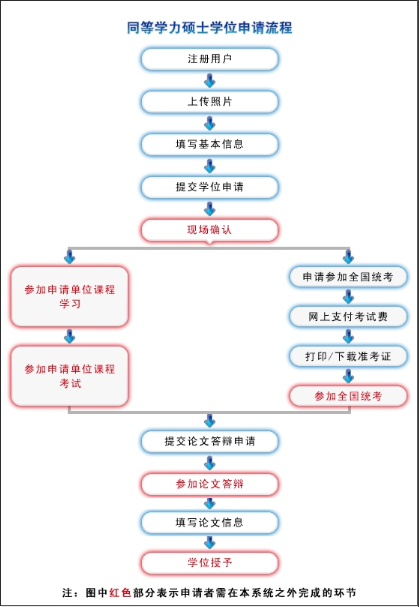 同等学力硕士学位申请流程
注册用户
上传照片
填写基本信息
提交学位申请
现场确认
参加申请单位课程
学习
参加申请单位课程
考试
申请参加全国统考
网上支付考试费
打印/下载准考证
参加全国统考
提交论文答辩申请
参加论文答辩
填写论文信息
学位授予
注：图中红色部分表示申请者需在本系统之外完成的环节